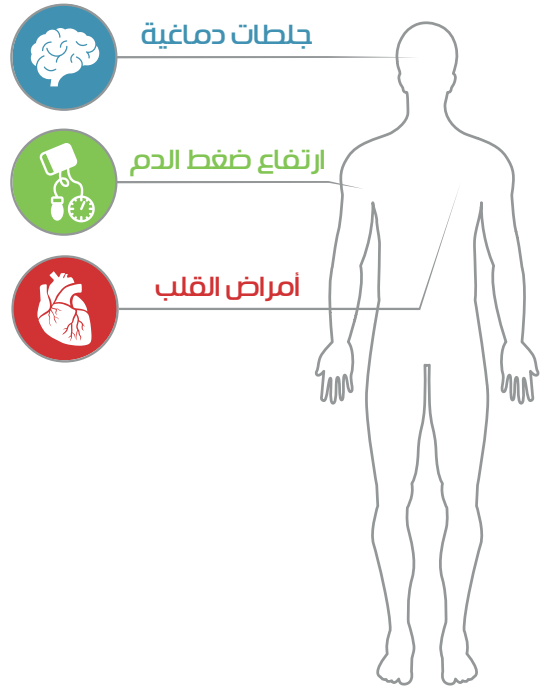 جلطات دماغية
ارتفاع ضغط الدم
أمراض القلب